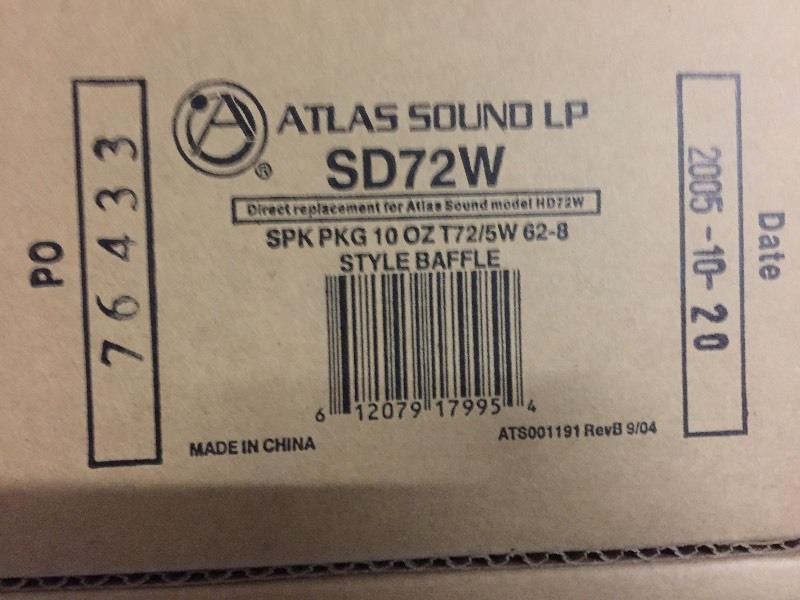 ATLAS SOUND LP
®
SD72W
Direct replacement for Atlas Sound model HD72W
SPK PKG 10 OZ T72/5W 62-8
STYLE BAFFLE
6 12079 17995 4
MADE IN CHINA
ATS001191 RevB 9/04
PO
76433
Date
2005-10-20